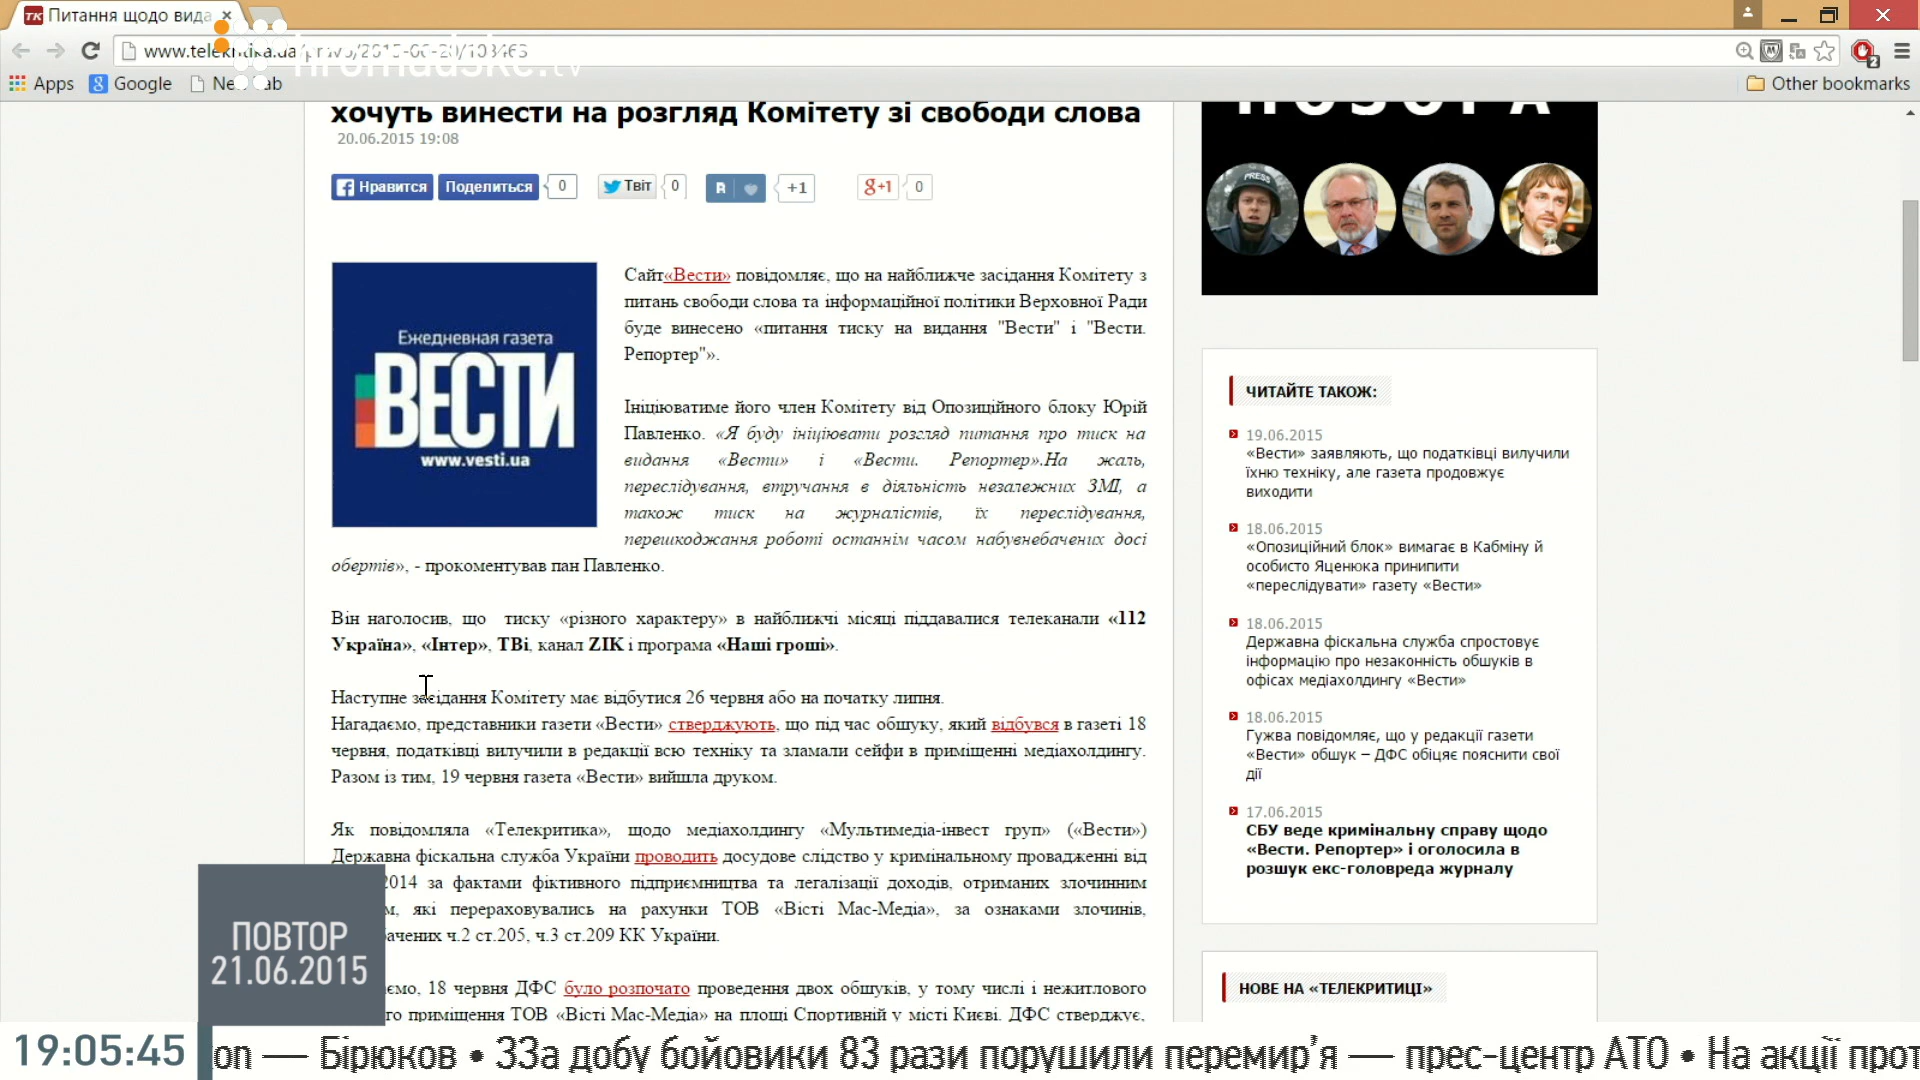 Питання щодо вида
www.telekritika.ua
hromadske.tv
Apps
Google
Other bookmarks
хочуть винести на розгляд Комітету зі свободи слова
20.06.2015 19:08
Нравится
Поделиться
0
Твіт
0
+1
g+1
0
Ежедневная газета
ВЕСТИ
www.vesti.ua
PRESS
Сайт«Вести» повідомляє, що на найближче засідання Комітету з
питань свободи слова та інформаційної політики Верховної Ради
буде винесено «питання тиску на видання "Вести" і "Вести.
Репортер"».
Ініціюватиме його член Комітету від Опозиційного блоку Юрій
Павленко. «Я буду ініціювати розгляд питання про тиск на
видання «Вести» і «Вести. Репортер».На жаль,
переслідування, втручання в діяльність незалежних ЗМІ, а
також тиск на журналістів, їх переслідування,
перешкоджання роботі останнім часом набувнебачених досі
обертів», - прокоментував пан Павленко.
Він наголосив, що тиску «різного характеру» в найближчі місяці піддавалися телеканали «112
Україна», «Інтер», ТВі, канал ZIK і програма «Наші гроші».
Наступне засідання Комітету має відбутися 26 червня або на початку липня.
Нагадаємо, представники газети «Вести» стверджують, що під час обшуку, який відбувся в газеті 18
червня, податківці вилучили в редакції всю техніку та зламали сейфи в приміщенні медіахолдингу.
Разом із тим, 19 червня газета «Вести» вийшла друком.
Як повідомляла «Телекритика», щодо медіахолдингу «Мультимедіа-інвест груп» («Вести»)
Державна фіскальна служба України проводить досудове слідство у кримінальному провадженні від
2014 за фактами фіктивного підприємництва та легалізації доходів, отриманих злочинним
м, які перераховувались на рахунки ТОВ «Вісті Мас-Медіа», за ознаками злочинів,
бачених ч.2 ст.205, ч.3 ст.209 КК України.
ємо, 18 червня ДФС було розпочато проведення двох обшуків, у тому числі і нежитлового
го приміщення ТОВ «Вісті Мас-Медіа» на площі Спортивній у місті Києві. ДФС стверджує,
ЧИТАЙТЕ ТАКОЖ:
19.06.2015
«Вести» заявляють, що податківці вилучили
їхню техніку, але газета продовжує
виходити
18.06.2015
«Опозиційний блок» вимагає в Кабміну й
особисто Яценюка припинити
«переслідувати» газету «Вести»
18.06.2015
Державна фіскальна служба спростовує
інформацію про незаконність обшуків в
офісах медіахолдингу «Вести»
18.06.2015
Гужва повідомляє, що у редакції газети
«Вести» обшук – ДФС обіцяє пояснити свої
дії
17.06.2015
СБУ веде кримінальну справу щодо
«Вести. Репортер» і оголосила в
розшук екс-головреда журналу
НОВЕ НА «ТЕЛЕКРИТИЦІ»
ПОВТОР
21.06.2015
19:05:45
on — Бірюков • ЗЗа добу бойовики 83 рази порушили перемир’я — прес-центр АТО • На акції прот